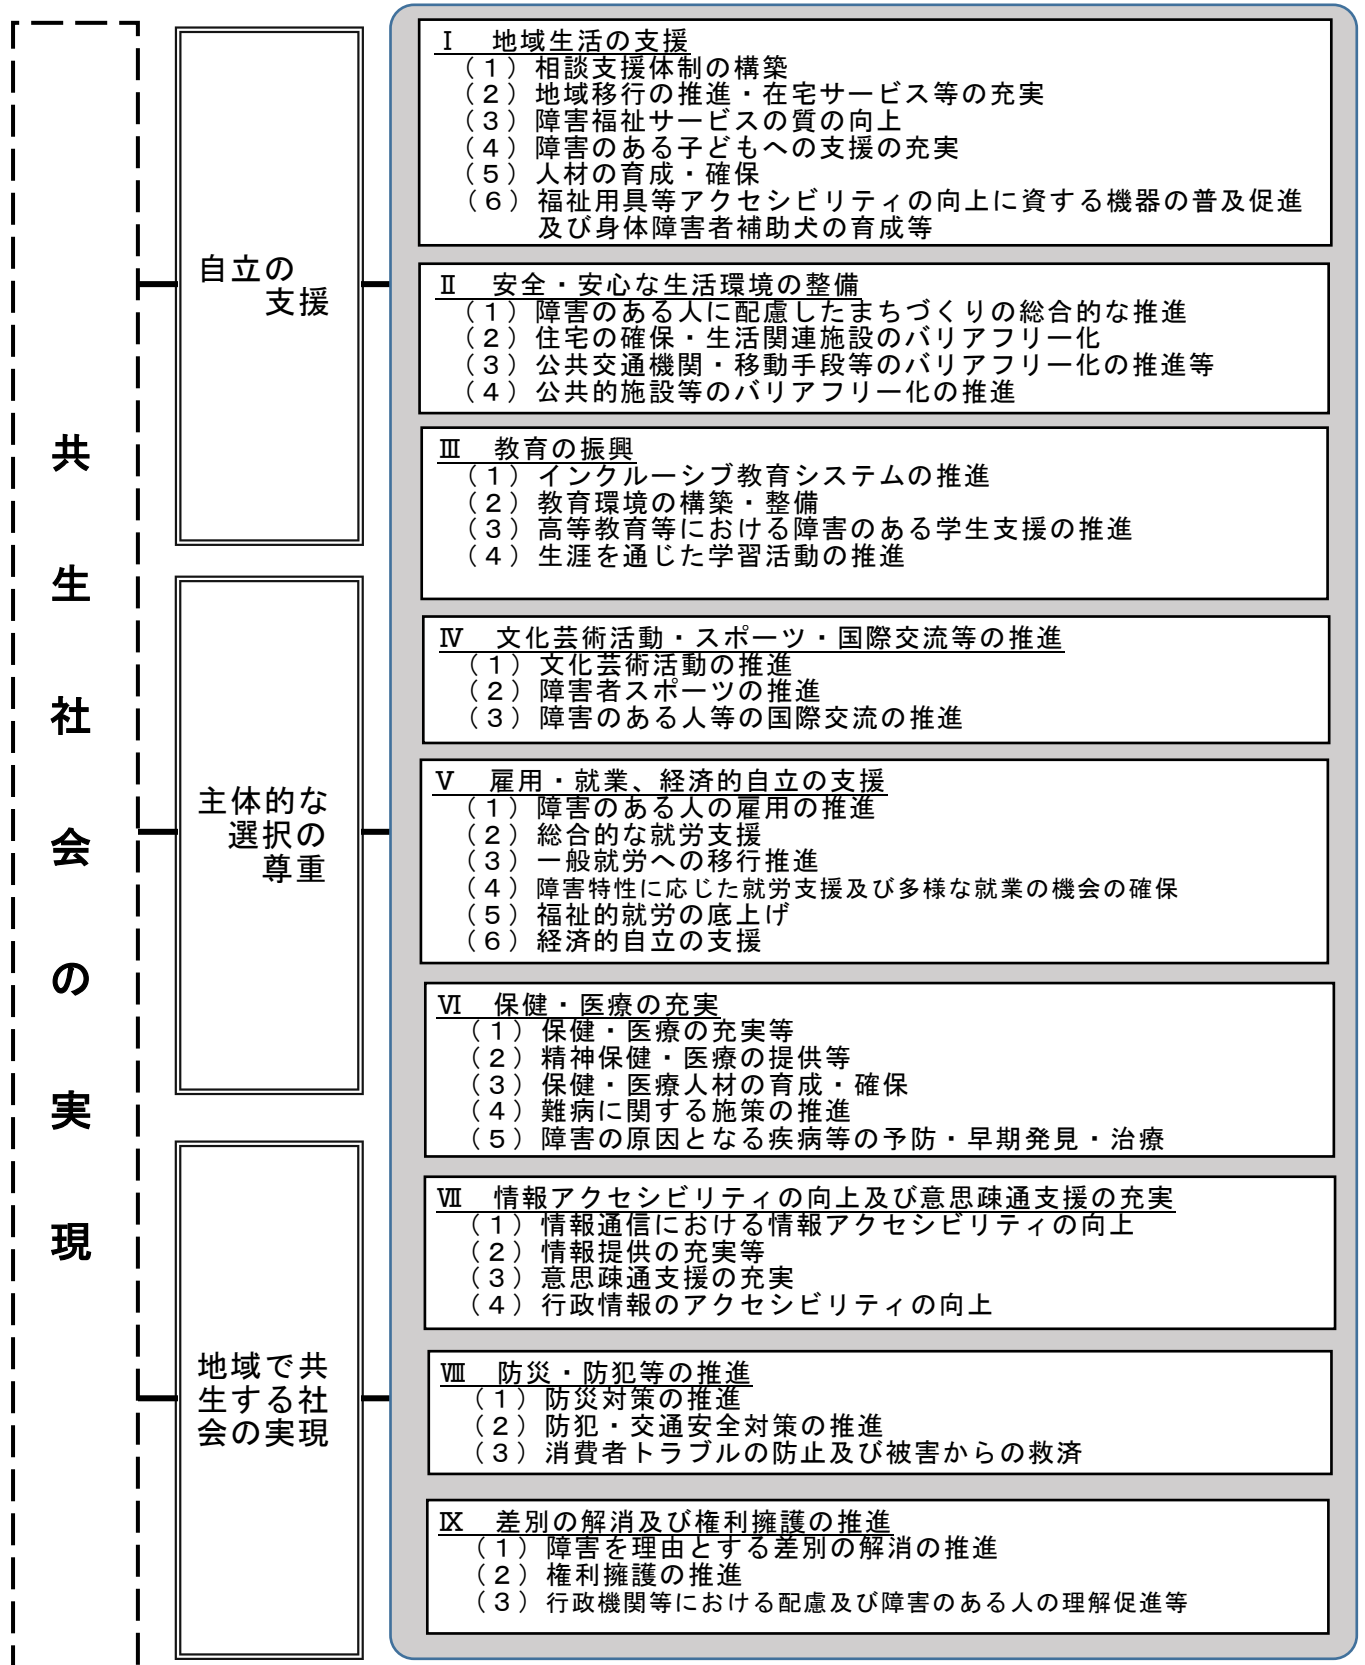 共生社会の実現
自立の
支援
主体的な
選択の
尊重
地域で共
生する社
会の実現
Ⅰ　地域生活の支援
（１）相談支援体制の構築
（２）地域移行の推進・在宅サービス等の充実
（３）障害福祉サービスの質の向上
（４）障害のある子どもへの支援の充実
（５）人材の育成・確保
（６）福祉用具等アクセシビリティの向上に資する機器の普及促進
及び身体障害者補助犬の育成等
Ⅱ　安全・安心な生活環境の整備
（１）障害のある人に配慮したまちづくりの総合的な推進
（２）住宅の確保・生活関連施設のバリアフリー化
（３）公共交通機関・移動手段等のバリアフリー化の推進等
（４）公共的施設等のバリアフリー化の推進
Ⅲ　教育の振興
（１）インクルーシブ教育システムの推進
（２）教育環境の構築・整備
（３）高等教育等における障害のある学生支援の推進
（４）生涯を通じた学習活動の推進
Ⅳ　文化芸術活動・スポーツ・国際交流等の推進
（１）文化芸術活動の推進
（２）障害者スポーツの推進
（３）障害のある人等の国際交流の推進
Ⅴ　雇用・就業、経済的自立の支援
（１）障害のある人の雇用の推進
（２）総合的な就労支援
（３）一般就労への移行推進
（４）障害特性に応じた就労支援及び多様な就業の機会の確保
（５）福祉的就労の底上げ
（６）経済的自立の支援
Ⅵ　保健・医療の充実
（１）保健・医療の充実等
（２）精神保健・医療の提供等
（３）保健・医療人材の育成・確保
（４）難病に関する施策の推進
（５）障害の原因となる疾病等の予防・早期発見・治療
Ⅶ　情報アクセシビリティの向上及び意思疎通支援の充実
（１）情報通信における情報アクセシビリティの向上
（２）情報提供の充実等
（３）意思疎通支援の充実
（４）行政情報のアクセシビリティの向上
Ⅷ　防災・防犯等の推進
（１）防災対策の推進
（２）防犯・交通安全対策の推進
（３）消費者トラブルの防止及び被害からの救済
Ⅸ　差別の解消及び権利擁護の推進
（１）障害を理由とする差別の解消の推進
（２）権利擁護の推進
（３）行政機関等における配慮及び障害のある人の理解促進等